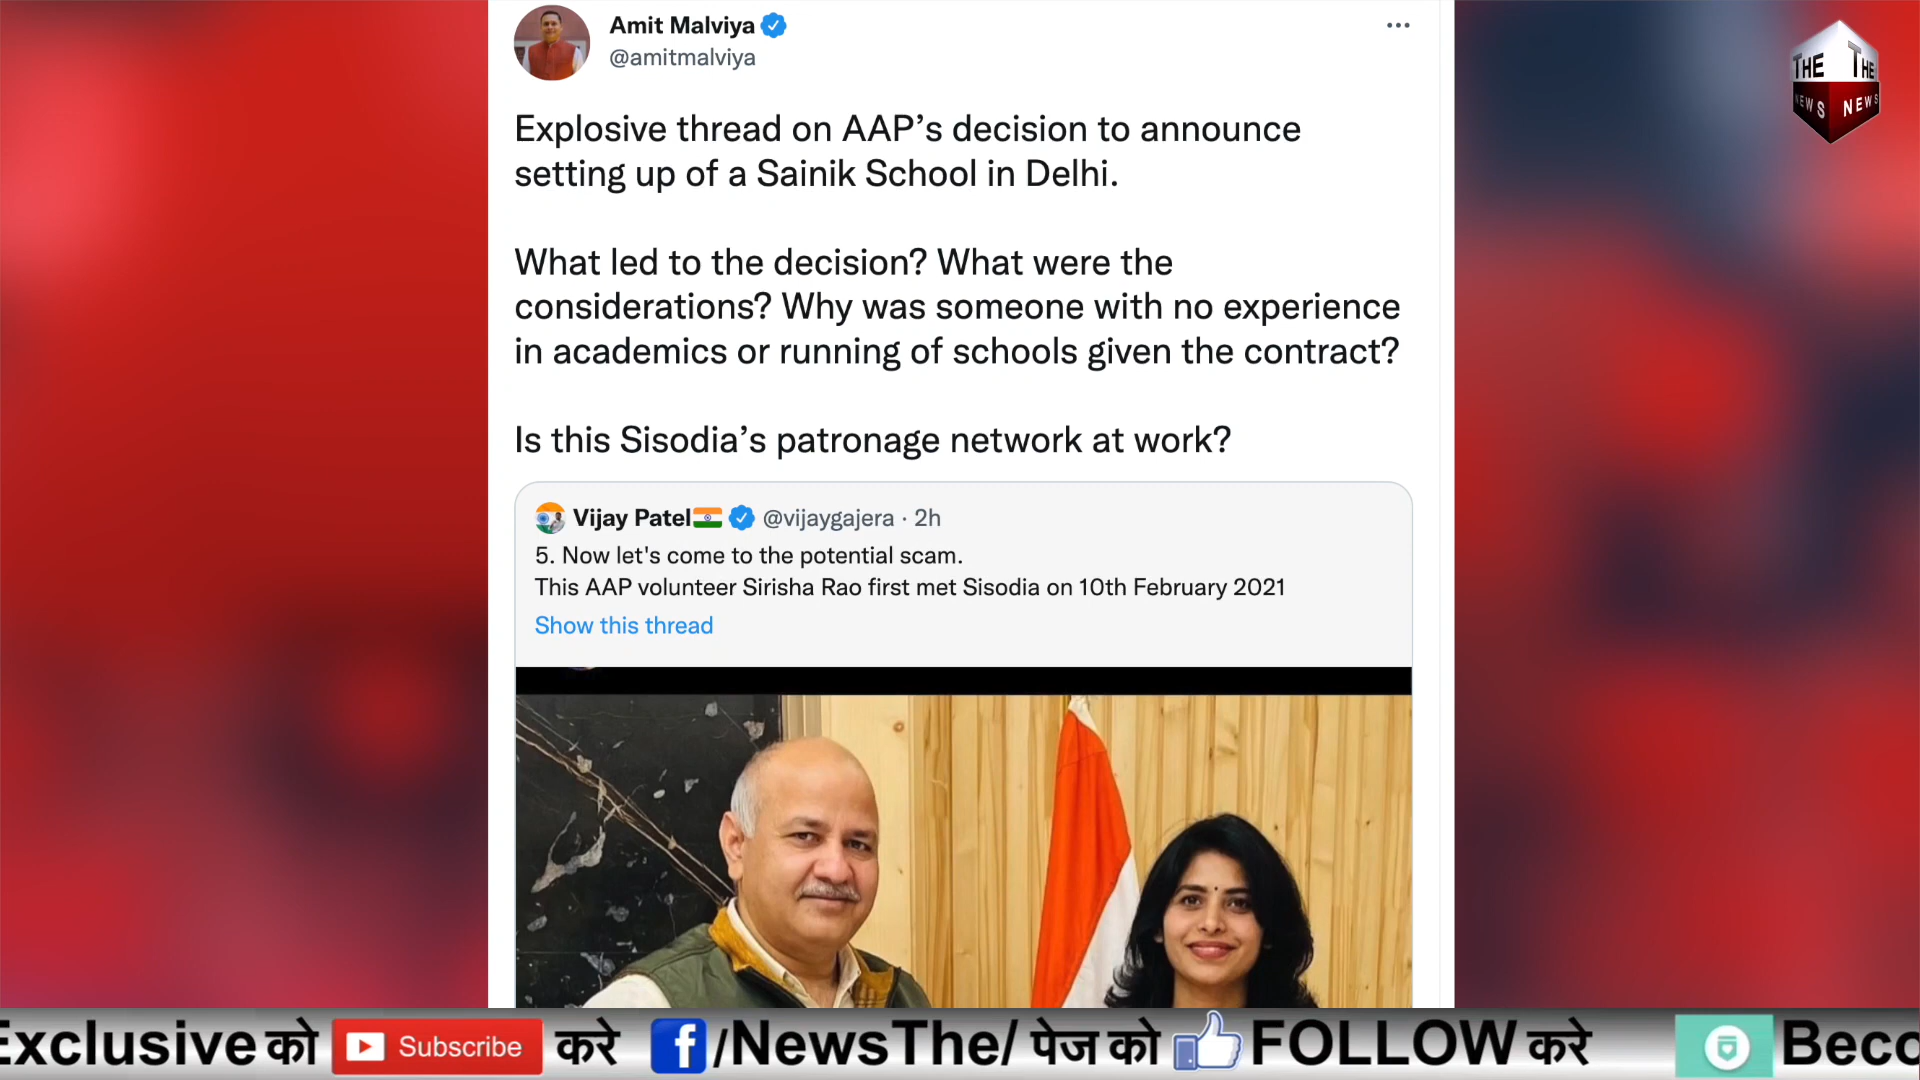 Amit Malviya
@amitmalviya
Explosive thread on AAP’s decision to announce
setting up of a Sainik School in Delhi.
What led to the decision? What were the
considerations? Why was someone with no experience
in academics or running of schools given the contract?
Is this Sisodia’s patronage network at work?
Vijay Patel @vijaygajera · 2h
5. Now let's come to the potential scam.
This AAP volunteer Sirisha Rao first met Sisodia on 10th February 2021
Show this thread
THE THE
NEWS NEWS
Exclusive को Subscribe करे f/NewsThe/ पेज को FOLLOW करे Beco